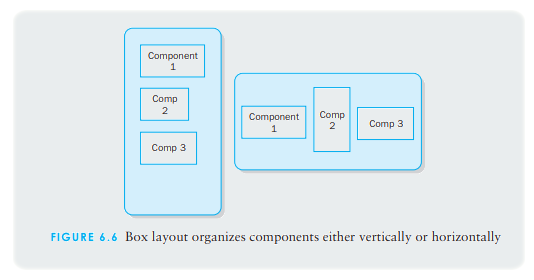 Component
1
Comp
2
Comp 3
Component
1
Comp
2
Comp 3
FIGURE 6.6 Box layout organizes components either vertically or horizontally